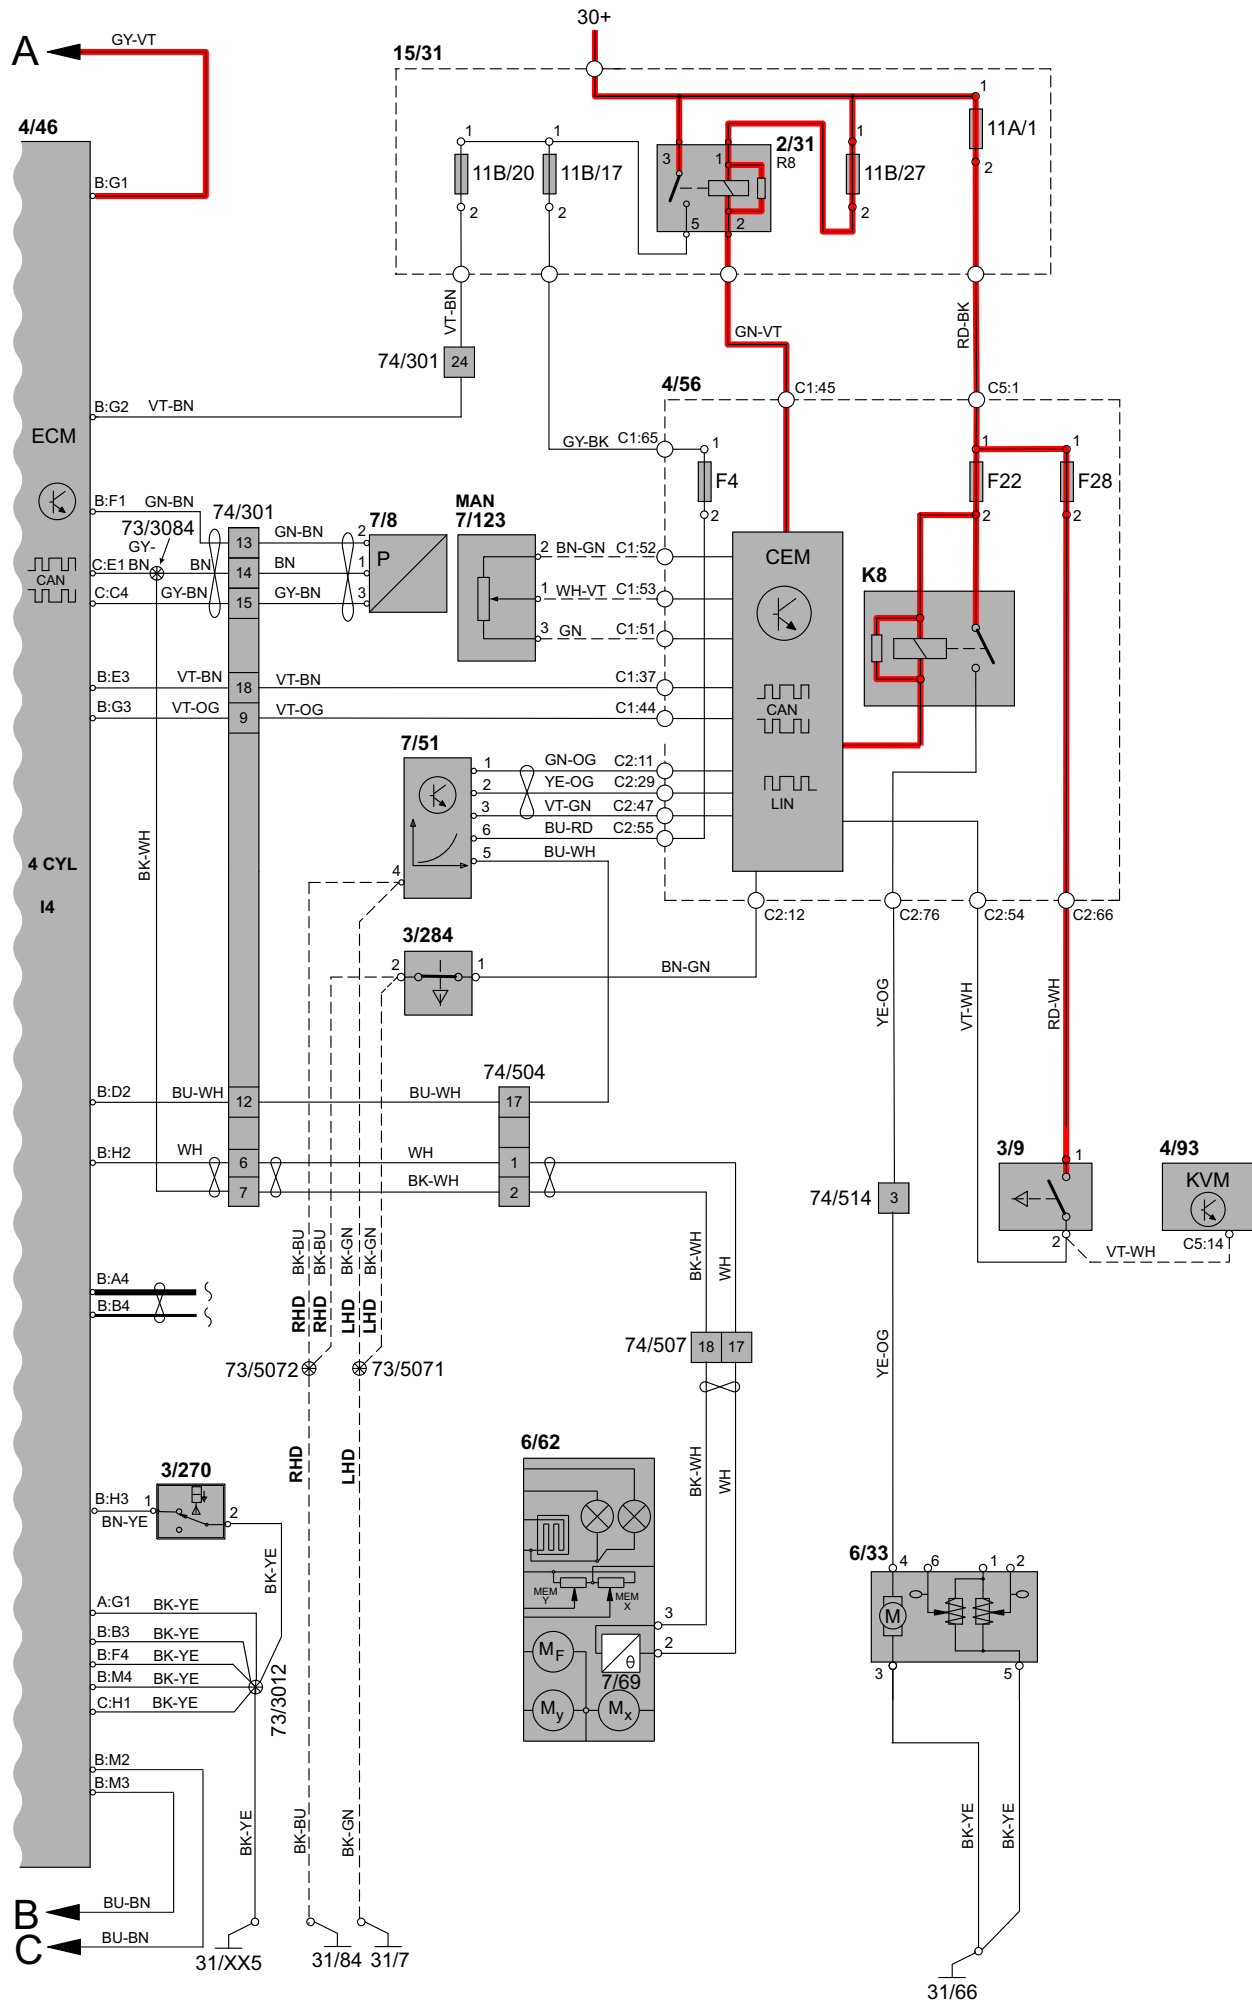 30+
A
GY-VT
15/31
4/46
1
1
1
1
11A/1
2/31
R8
3
1
11B/20
11B/17
11B/27
2
B:G1
2
2
5
2
2
VT-BN
GN-VT
RD-BK
74/301
24
4/56
C1:45
C5:1
B:G2
VT-BN
ECM
GY-BK
C1:65
1
1
1
F4
F22
F28
2
2
2
B:F1
GN-BN
74/301
MAN
7/123
7/8
73/3084
GY-
13
GN-BN
2
P
2
BN-GN
C1:52
CEM
C:E1
BN
BN
14
BN
1
K8
CAN
C:C4
GY-BN
15
GY-BN
3
1
WH-VT
C1:53
3
GN
C1:51
B:E3
VT-BN
18
VT-BN
C1:37
B:G3
VT-OG
9
VT-OG
C1:44
CAN
7/51
1
GN-OG
C2:11
2
YE-OG
C2:29
3
VT-GN
C2:47
LIN
6
BU-RD
C2:55
5
BU-WH
4
BK-WH
4 CYL
I4
C2:12
C2:76
C2:54
C2:66
3/284
2
1
BN-GN
YE-OG
VT-WH
RD-WH
74/504
B:D2
BU-WH
12
BU-WH
17
B:H2
WH
6
WH
1
7
BK-WH
2
3/9
1
4/93
KVM
74/514
3
C5:14
2
VT-WH
BK-BU
BK-BU
BK-GN
BK-GN
BK-WH
WH
B:A4
B:B4
RHD
RHD
LHD
LHD
74/507
18
17
YE-OG
73/5072
73/5071
6/62
RHD
LHD
BK-WH
WH
3/270
B:H3
1
2
BN-YE
BK-YE
6/33
4
6
1
2
MEM
Y
MEM
X
M
A:G1
BK-YE
3
B:B3
BK-YE
MF
θ
2
B:F4
BK-YE
7/69
3
5
B:M4
BK-YE
C:H1
BK-YE
73/3012
My
Mx
B:M2
B:M3
BK-YE
BK-BU
BK-GN
BK-YE
BK-YE
B
BU-BN
C
BU-BN
31/XX5
31/84
31/7
31/66